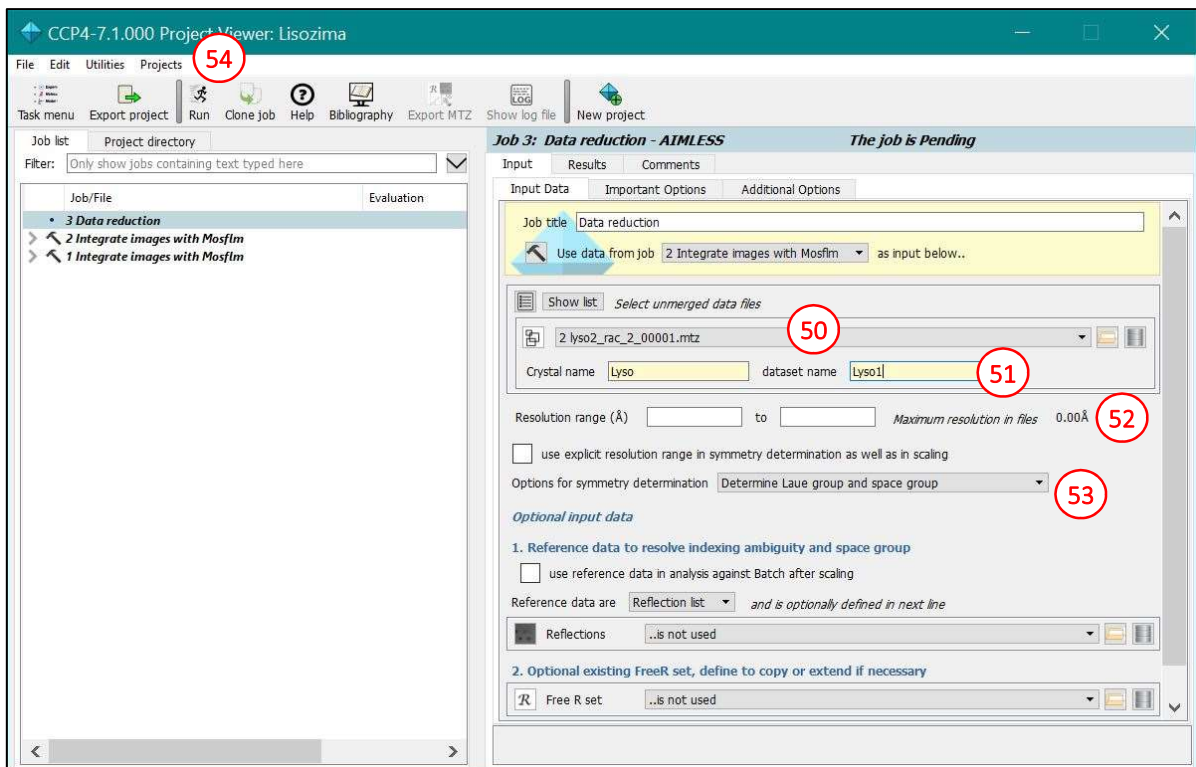 CCP4-7.1.000 Project Viewer: Lisozima
File Edit Utilities Projects
54
Task menu Export project Run Clone job Help Bibliography Export MTZ Show log file New project
Job list Project directory
Filter: Only show jobs containing text typed here
Job/File Evaluation
3 Data reduction
2 Integrate images with Mosflm
1 Integrate images with Mosflm
Job 3: Data reduction - AIMLESS The job is Pending
Input Results Comments
Input Data Important Options Additional Options
Job title Data reduction
Use data from job 2 Integrate images with Mosflm as input below..
Show list Select unmerged data files
2 lyso2_rac_2_00001.mtz 50
Crystal name Lyso dataset name Lyso1 51
Resolution range (Å) to Maximum resolution in files 0.00Å 52
use explicit resolution range in symmetry determination as well as in scaling
Options for symmetry determination Determine Laue group and space group 53
Optional input data
1. Reference data to resolve indexing ambiguity and space group
use reference data in analysis against Batch after scaling
Reference data are Reflection list and is optionally defined in next line
Reflections ..is not used
2. Optional existing FreeR set, define to copy or extend if necessary
R Free R set ..is not used